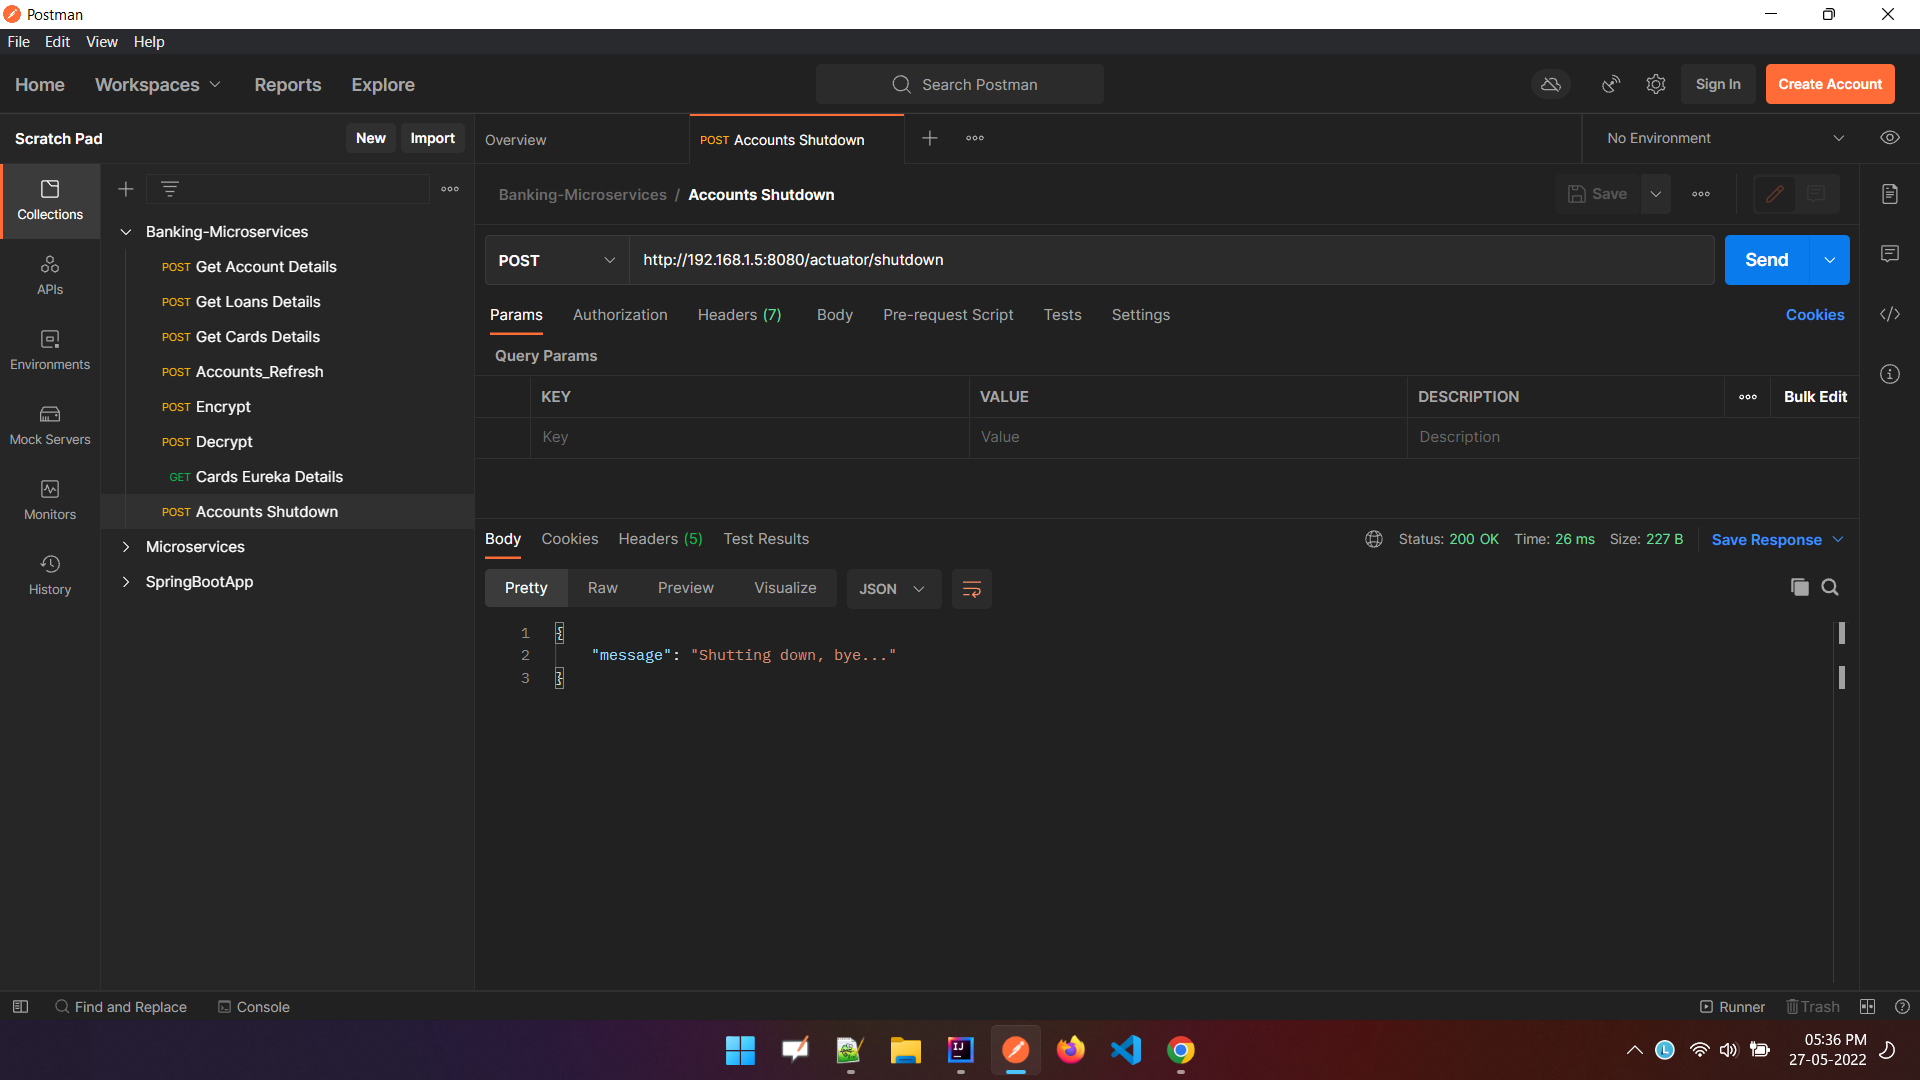 Postman
File Edit View Help
Home Workspaces Reports Explore
Search Postman
Sign In Create Account
Scratch Pad New Import
Overview
POST Accounts Shutdown
No Environment
Collections
APIs
Environments
Mock Servers
Monitors
History
Banking-Microservices
POST Get Account Details
POST Get Loans Details
POST Get Cards Details
POST Accounts_Refresh
POST Encrypt
POST Decrypt
GET Cards Eureka Details
POST Accounts Shutdown
Microservices
SpringBootApp
Banking-Microservices / Accounts Shutdown
Save
POST http://192.168.1.5:8080/actuator/shutdown Send
Params Authorization Headers (7) Body Pre-request Script Tests Settings Cookies
Query Params
KEY VALUE DESCRIPTION Bulk Edit
Key Value Description
Body Cookies Headers (5) Test Results Status: 200 OK Time: 26 ms Size: 227 B Save Response
Pretty Raw Preview Visualize JSON
1 {
2 "message": "Shutting down, bye..."
3 }
Find and Replace Console Runner Trash
IJ
L
05:36 PM
27-05-2022